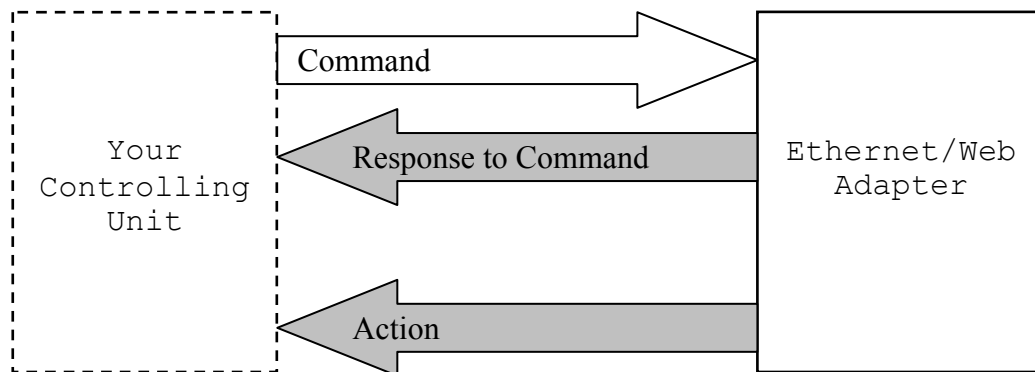 Command
Your
Controlling
Unit
Response to Command
Ethernet/Web
Adapter
Action